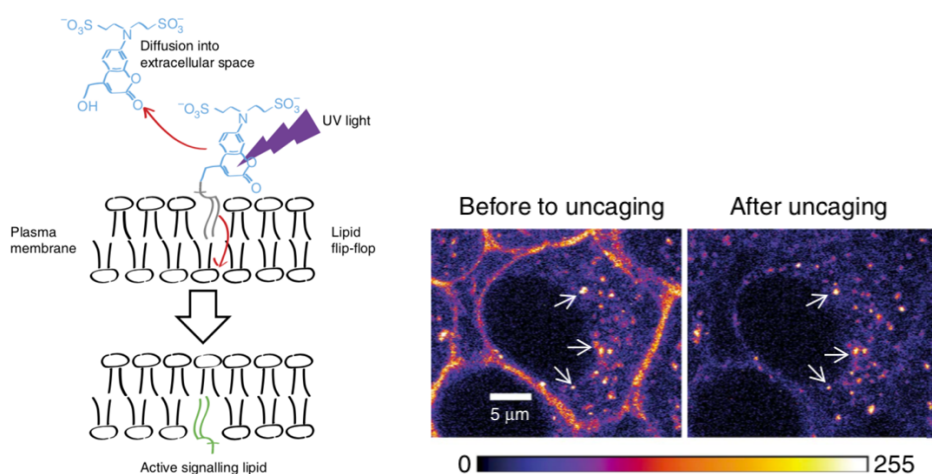 ⁻O₃S
SO₃⁻
N
Diffusion into
extracellular space
O
OH
O
⁻O₃S
SO₃⁻
N
UV light
O
O
Plasma
membrane
Lipid
flip-flop
Active signalling lipid
Before to uncaging
After uncaging
5 μm
0
255